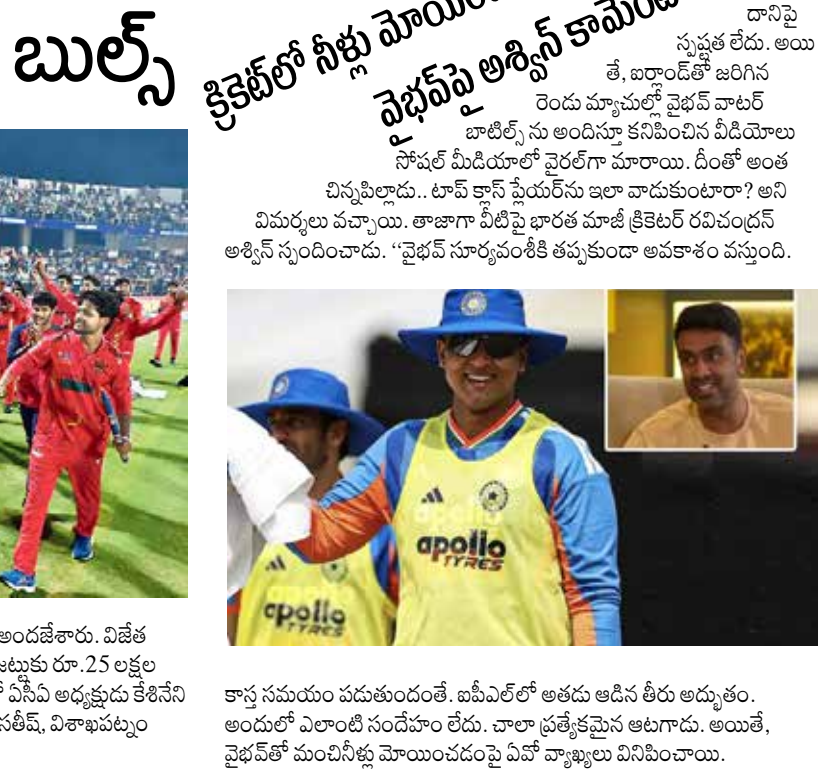 బుల్స్
అందజేశారు. విజేత
జట్టుకు రూ.25 లక్షల
ఏసీఏ అధ్యక్షుడు కేశినేని
సతీష్, విశాఖపట్నం
క్రికెట్‌లో నీళ్లు
వైభవ్‌పై అశ్విన్
దానిపై
స్పష్టత లేదు. అయి
తే, ఐర్లాండ్‌తో జరిగిన
రెండు మ్యాచుల్లో వైభవ్ వాటర్
బాటిల్స్ ను అందిస్తూ కనిపించిన వీడియోలు
సోషల్ మీడియాలో వైరల్‌గా మారాయి. దీంతో అంత
చిన్నపిల్లాడు.. టాప్ క్లాస్ ప్లేయర్‌ను ఇలా వాడుకుంటారా? అని
విమర్శలు వచ్చాయి. తాజాగా వీటిపై భారత మాజీ క్రికెటర్ రవిచంద్రన్
అశ్విన్ స్పందించాడు. ‘‘వైభవ్ సూర్యవంశీకి తప్పకుండా అవకాశం వస్తుంది.
apollo
TYRES
apollo
TYRES
కాస్త సమయం పడుతుందంతే. ఐపీఎల్‌లో అతడు ఆడిన తీరు అద్భుతం.
అందులో ఎలాంటి సందేహం లేదు. చాలా ప్రత్యేకమైన ఆటగాడు. అయితే,
వైభవ్‌తో మంచినీళ్లు మోయించడంపై ఏవో వ్యాఖ్యలు వినిపించాయి.